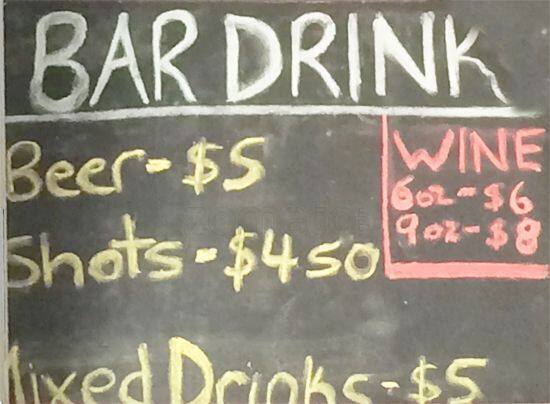 BAR DRINK
Beer-$5
Shots-$450
Mixed Drinks-$5
WINE
6oz-$6
9oz-$8